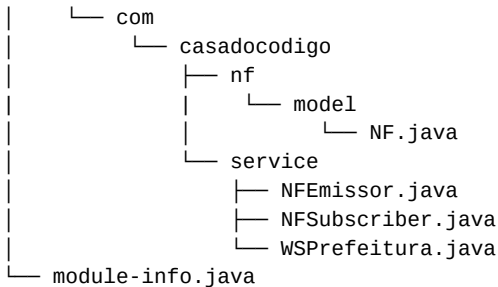 │    └── com
│        └── casadocodigo
│            ├── nf
│            │   └── model
│            │       └── NF.java
│            └── service
│                ├── NFEmissor.java
│                ├── NFSubscriber.java
│                └── WSPrefeitura.java
└── module-info.java